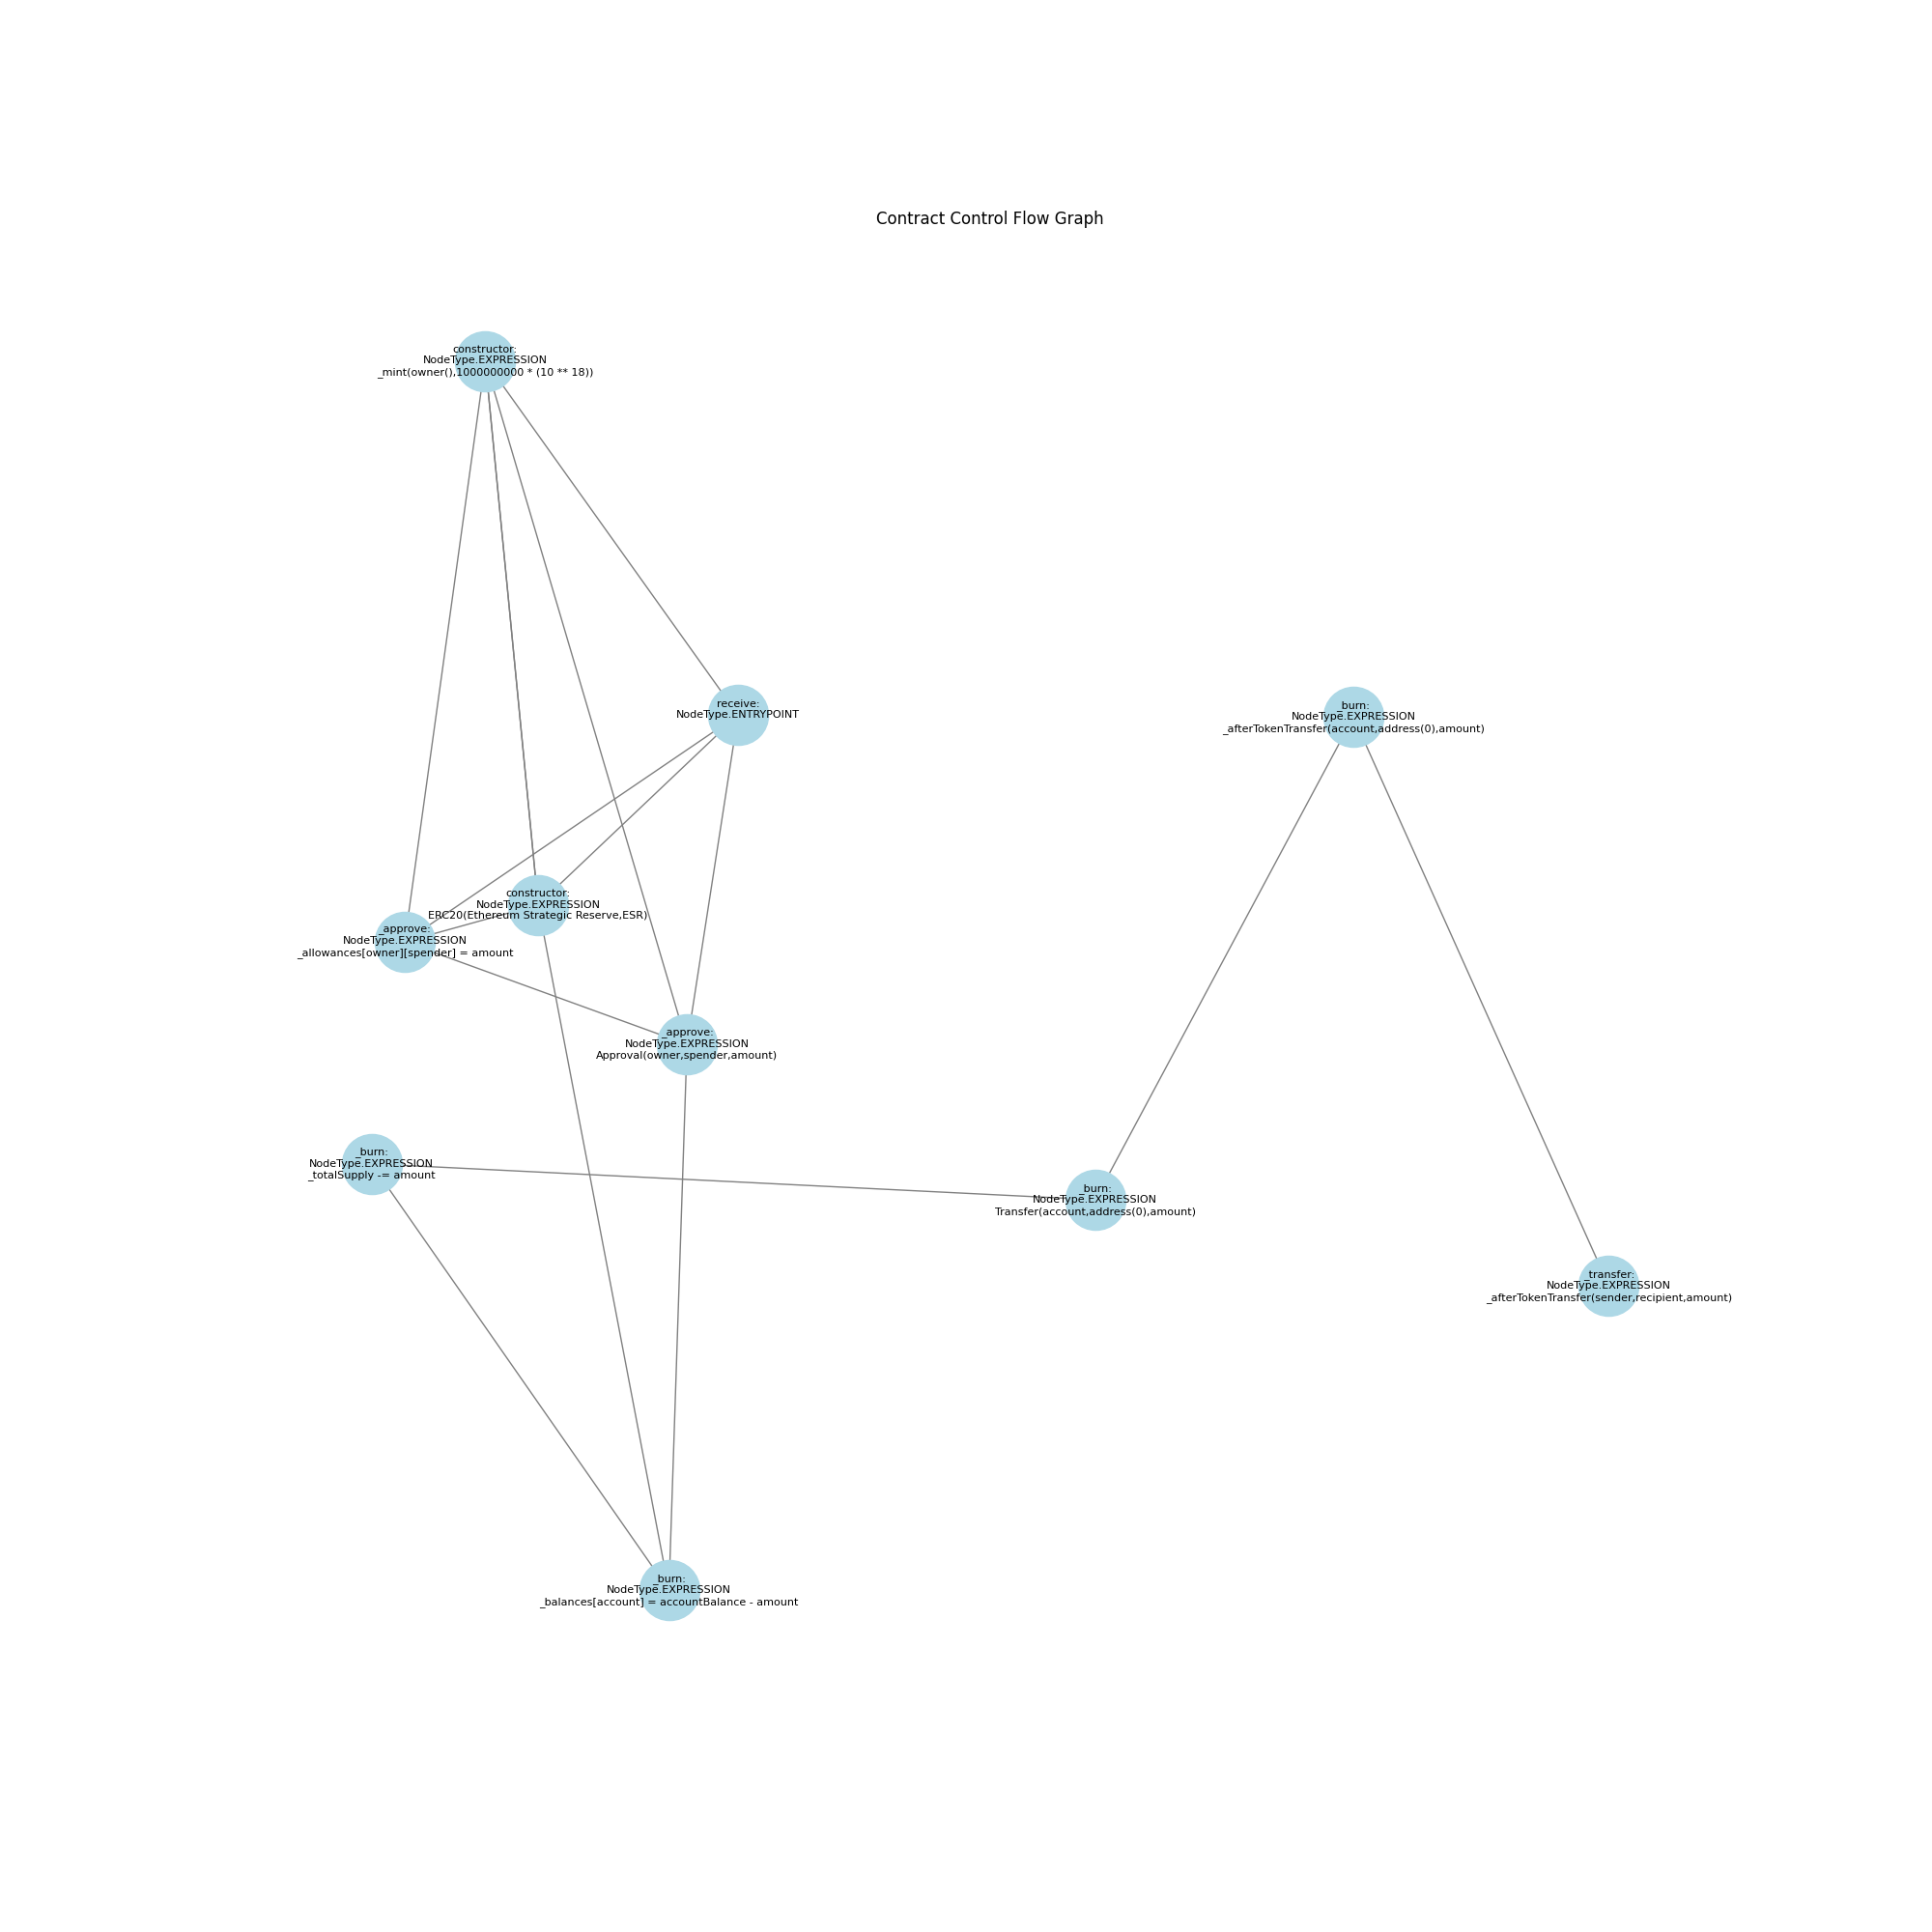 Contract Control Flow Graph
constructor:
NodeType.EXPRESSION
_mint(owner(),1000000000 * (10 ** 18))
receive:
NodeType.ENTRYPOINT
_burn:
NodeType.EXPRESSION
_afterTokenTransfer(account,address(0),amount)
constructor:
NodeType.EXPRESSION
ERC20(Ethereum Strategic Reserve,ESR)
_approve:
NodeType.EXPRESSION
_allowances[owner][spender] = amount
_approve:
NodeType.EXPRESSION
Approval(owner,spender,amount)
_burn:
NodeType.EXPRESSION
_totalSupply -= amount
_burn:
NodeType.EXPRESSION
Transfer(account,address(0),amount)
_transfer:
NodeType.EXPRESSION
_afterTokenTransfer(sender,recipient,amount)
_burn:
NodeType.EXPRESSION
_balances[account] = accountBalance - amount